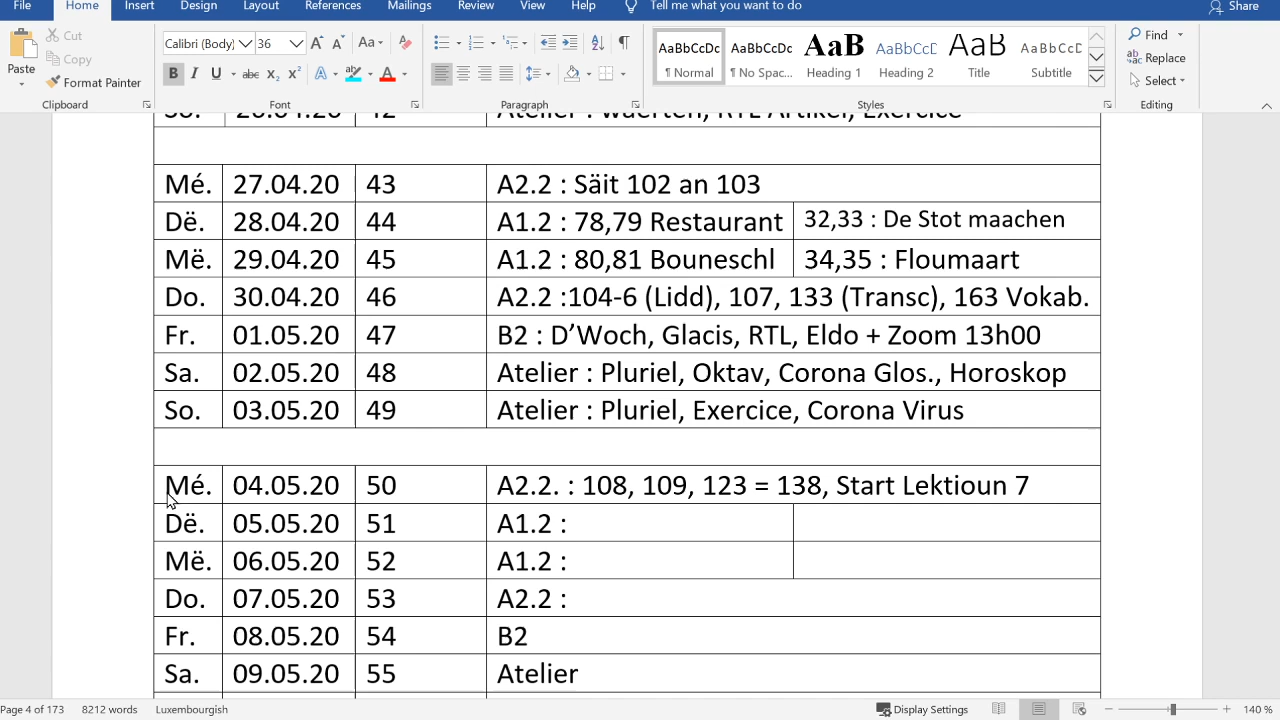 File Home Insert Design Layout References Mailings Review View Help Tell me what you want to do Share
Paste Cut Copy Format Painter Clipboard
Calibri (Body) 36 Aa B I U abc x₂ x² A A Font
Paragraph
AaBbCcDc ¶ Normal AaBbCcDc ¶ No Spac... AaB Heading 1 AaBbCcD Heading 2 AaB Title AaBbCcDc Subtitle Styles
Find Replace Select Editing
Mé. 27.04.20 43 A2.2 : Säit 102 an 103
Dë. 28.04.20 44 A1.2 : 78,79 Restaurant 32,33 : De Stot maachen
Më. 29.04.20 45 A1.2 : 80,81 Bouneschl 34,35 : Floumaart
Do. 30.04.20 46 A2.2 :104-6 (Lidd), 107, 133 (Transc), 163 Vokab.
Fr. 01.05.20 47 B2 : D’Woch, Glacis, RTL, Eldo + Zoom 13h00
Sa. 02.05.20 48 Atelier : Pluriel, Oktav, Corona Glos., Horoskop
So. 03.05.20 49 Atelier : Pluriel, Exercice, Corona Virus
Mé. 04.05.20 50 A2.2. : 108, 109, 123 = 138, Start Lektioun 7
Dë. 05.05.20 51 A1.2 :
Më. 06.05.20 52 A1.2 :
Do. 07.05.20 53 A2.2 :
Fr. 08.05.20 54 B2
Sa. 09.05.20 55 Atelier
Page 4 of 173 8212 words Luxembourgish Display Settings 140 %